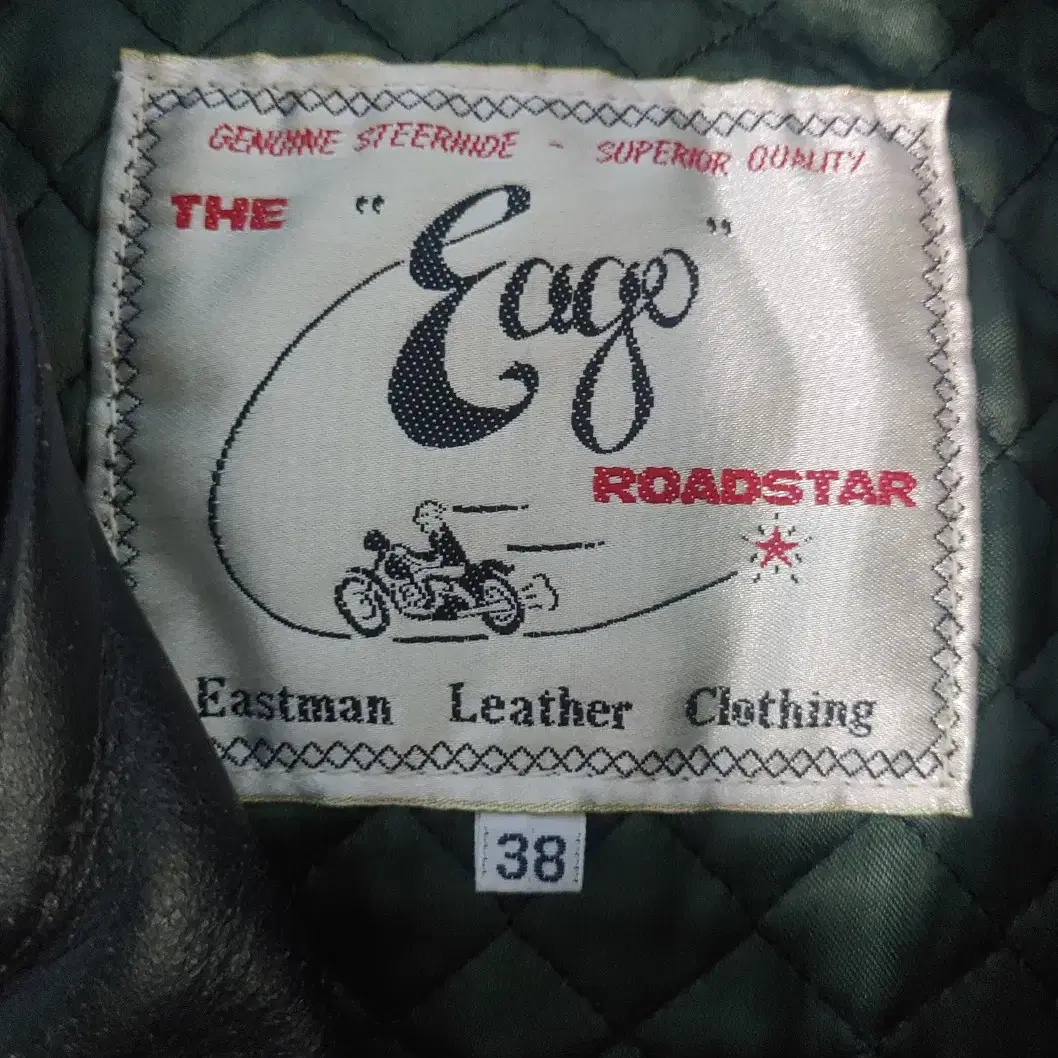 GENUINE STEERHIDE - SUPERIOR QUALITY
THE "Eago"
ROADSTAR
Eastman Leather Clothing
38